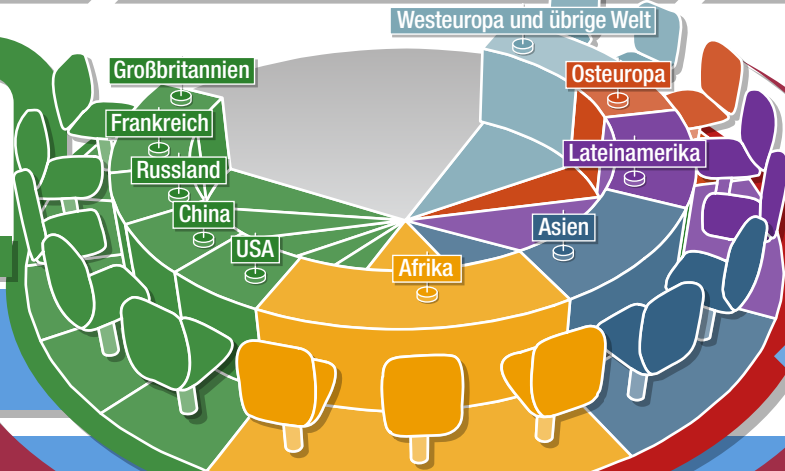 Westeuropa und übrige Welt
Großbritannien
Osteuropa
Frankreich
Lateinamerika
Russland
China
Asien
USA
Afrika